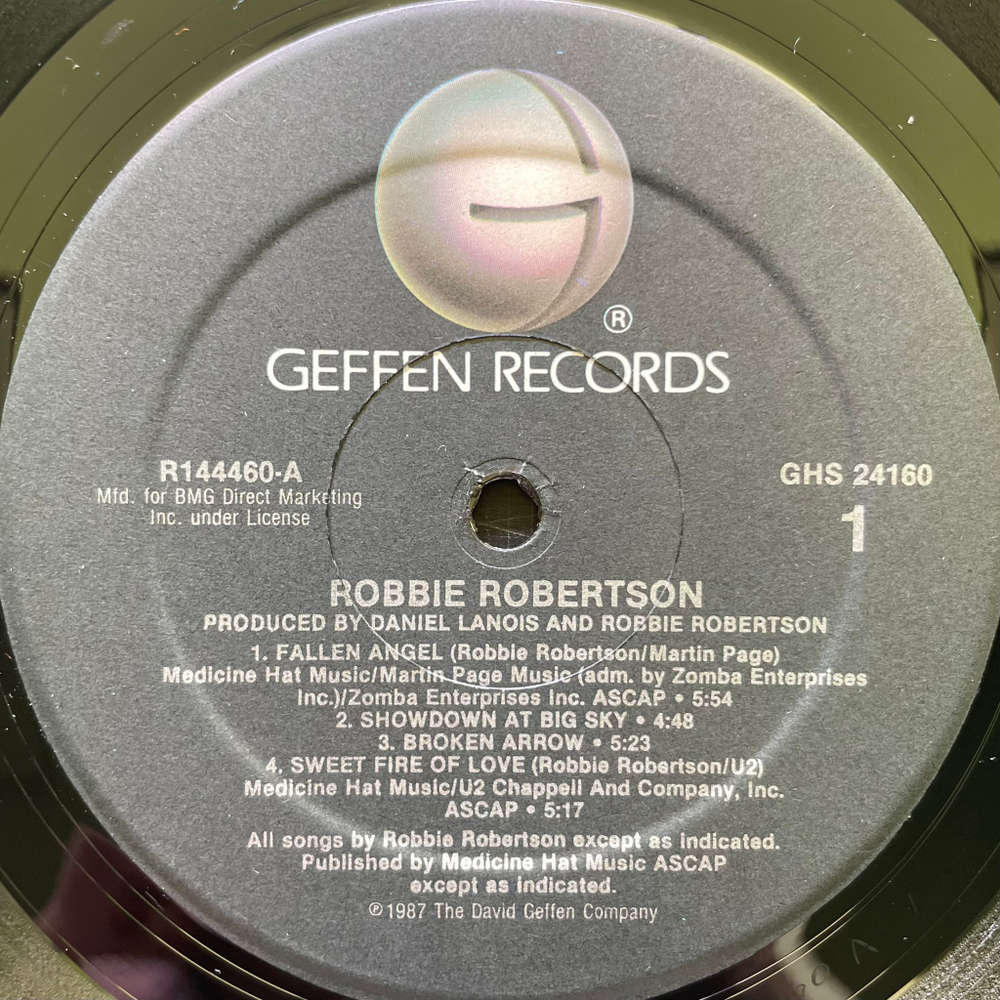 ®
GEFFEN RECORDS
R144460-A
Mfd. for BMG Direct Marketing
Inc. under License
GHS 24160
1
ROBBIE ROBERTSON
PRODUCED BY DANIEL LANOIS AND ROBBIE ROBERTSON
1. FALLEN ANGEL (Robbie Robertson/Martin Page)
Medicine Hat Music/Martin Page Music (adm. by Zomba Enterprises
Inc.)/Zomba Enterprises Inc. ASCAP • 5:54
2. SHOWDOWN AT BIG SKY • 4:48
3. BROKEN ARROW • 5:23
4. SWEET FIRE OF LOVE (Robbie Robertson/U2)
Medicine Hat Music/U2 Chappell And Company, Inc.
ASCAP • 5:17
All songs by Robbie Robertson except as indicated.
Published by Medicine Hat Music ASCAP
except as indicated.
℗1987 The David Geffen Company